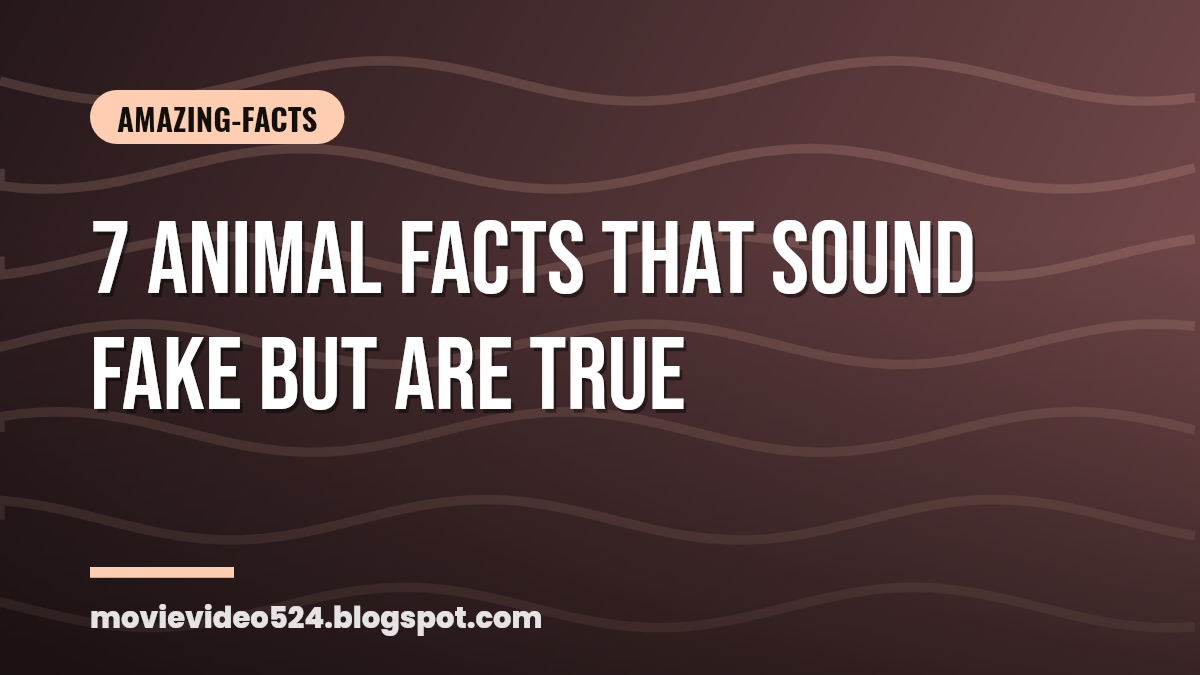 AMAZING-FACTS
7 ANIMAL FACTS THAT SOUND
FAKE BUT ARE TRUE
movievideo524.blogspot.com